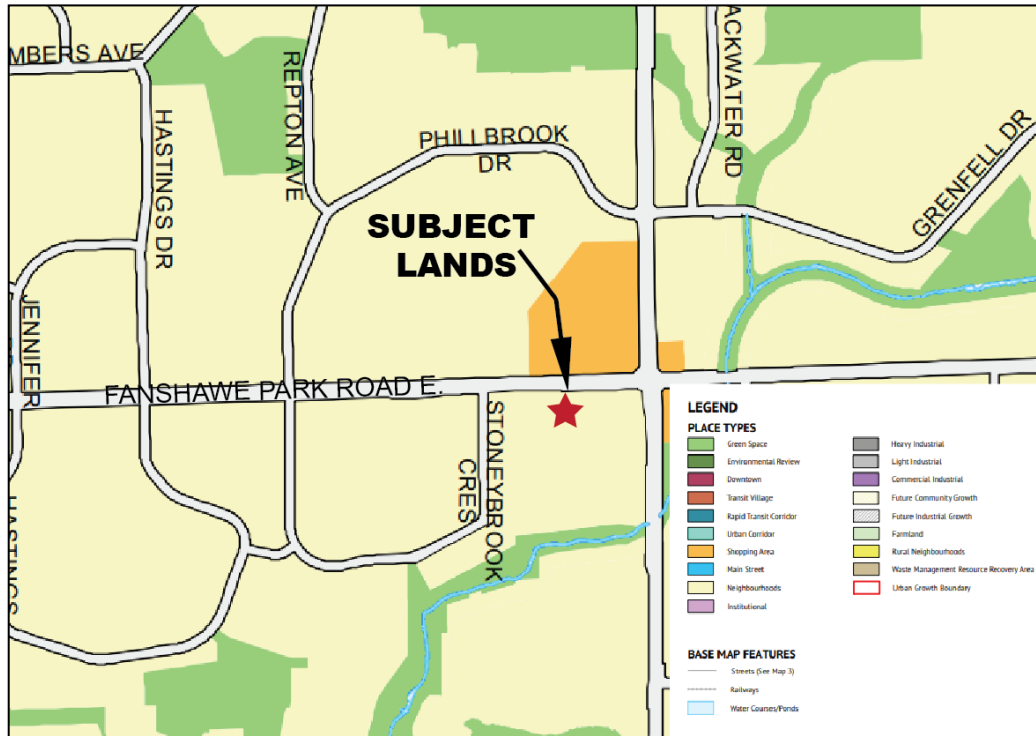 MBERS AVE
HASTINGS DR
REPTON AVE
PHILLBROOK
DR
ACKWATER RD
GRENFELL DR
SUBJECT
LANDS
JENNIFER
FANSHAWE PARK ROAD E.
STONEYBROOK
CRES
HASTINGS
LEGEND
PLACE TYPES
Green Space
Environmental Review
Downtown
Transit Village
Rapid Transit Corridor
Urban Corridor
Shopping Area
Main Street
Neighbourhoods
Institutional
Heavy Industrial
Light Industrial
Commercial Industrial
Future Community Growth
Future Industrial Growth
Farmland
Rural Neighbourhoods
Waste Management Resource Recovery Area
Urban Growth Boundary
BASE MAP FEATURES
Streets (See Map 3)
Railways
Water Courses/Ponds